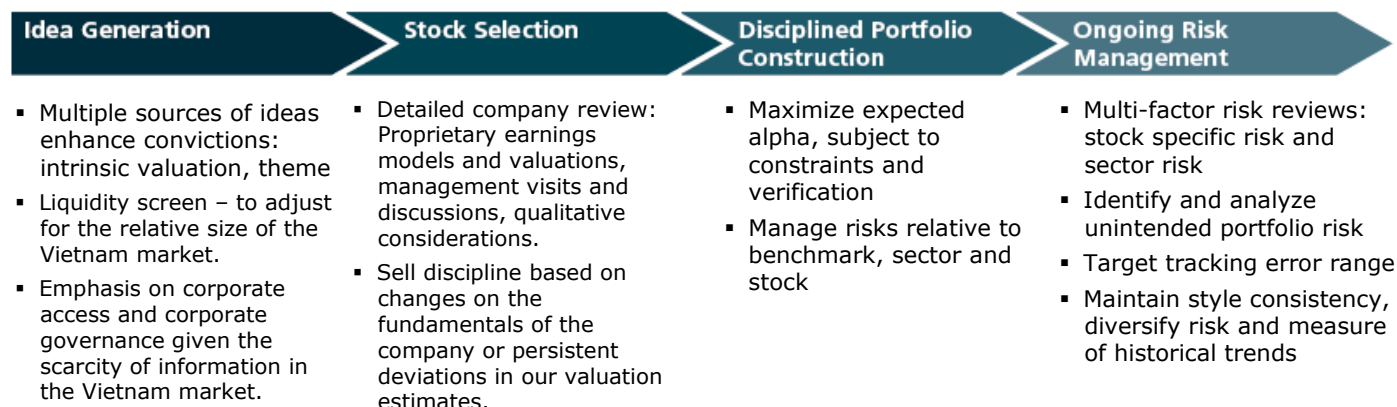 Idea Generation
▪ Multiple sources of ideas
enhance convictions:
intrinsic valuation, theme
▪ Liquidity screen – to adjust
for the relative size of the
Vietnam market.
▪ Emphasis on corporate
access and corporate
governance given the
scarcity of information in
the Vietnam market.
Stock Selection
▪ Detailed company review:
Proprietary earnings
models and valuations,
management visits and
discussions, qualitative
considerations.
▪ Sell discipline based on
changes on the
fundamentals of the
company or persistent
deviations in our valuation
estimates.
Disciplined Portfolio
Construction
▪ Maximize expected
alpha, subject to
constraints and
verification
▪ Manage risks relative to
benchmark, sector and
stock
Ongoing Risk
Management
▪ Multi-factor risk reviews:
stock specific risk and
sector risk
▪ Identify and analyze
unintended portfolio risk
▪ Target tracking error range
▪ Maintain style consistency,
diversify risk and measure
of historical trends